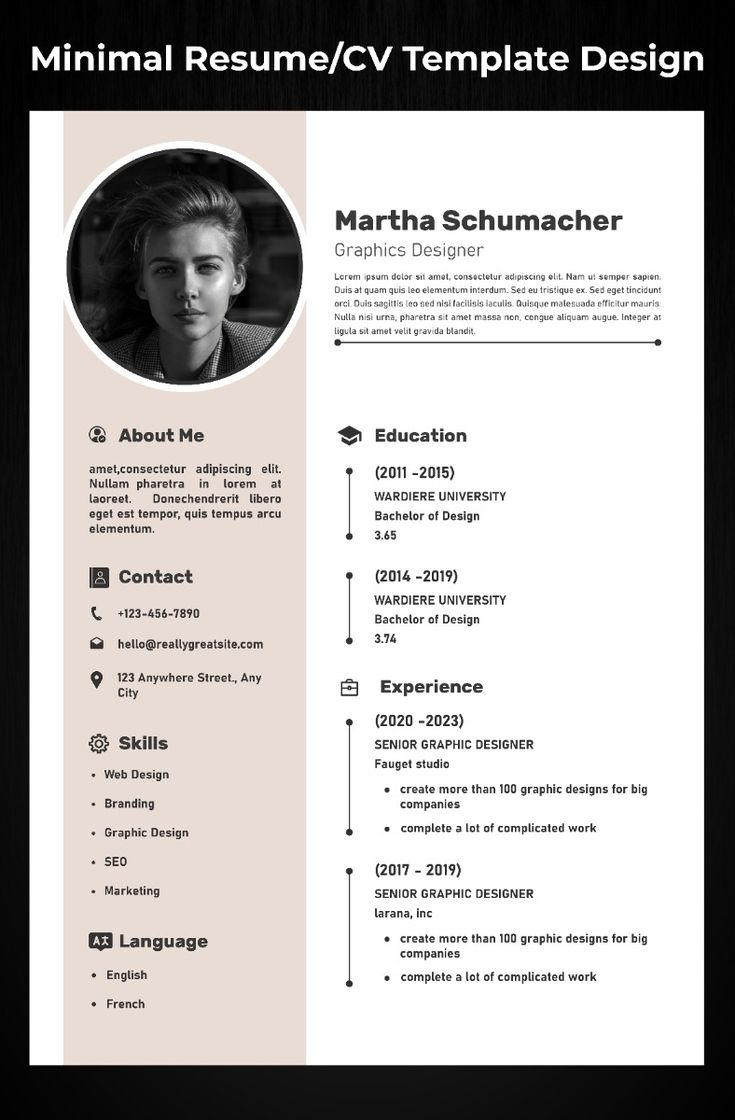 Minimal Resume/CV Template Design
Martha Schumacher
Graphics Designer
Lorem ipsum dolor sit amet, consectetur adipiscing elit. Nam ut semper sapien.
Duis at quam quis leo elementum interdum. Sed eu tristique ex. Sed eget tincidunt
orci. Duis sagittis leo sed nisi facilisis iaculis. Quisque malesuada efficitur mauris.
Nulla nisi urna, pharetra sit amet massa non, congue aliquam augue. Integer at
ligula sit amet velit gravida blandit.
About Me
amet,consectetur adipiscing elit.
Nullam pharetra in lorem at
laoreet. Donechendrerit libero
eget est tempor, quis tempus arcu
elementum.
Contact
+123-456-7890
hello@reallygreatsite.com
123 Anywhere Street., Any
City
Skills
• Web Design
• Branding
• Graphic Design
• SEO
• Marketing
Language
• English
• French
Education
(2011 -2015)
WARDIERE UNIVERSITY
Bachelor of Design
3.65
(2014 -2019)
WARDIERE UNIVERSITY
Bachelor of Design
3.74
Experience
(2020 -2023)
SENIOR GRAPHIC DESIGNER
Fauget studio
• create more than 100 graphic designs for big
companies
• complete a lot of complicated work
(2017 - 2019)
SENIOR GRAPHIC DESIGNER
larana, inc
• create more than 100 graphic designs for big
companies
• complete a lot of complicated work